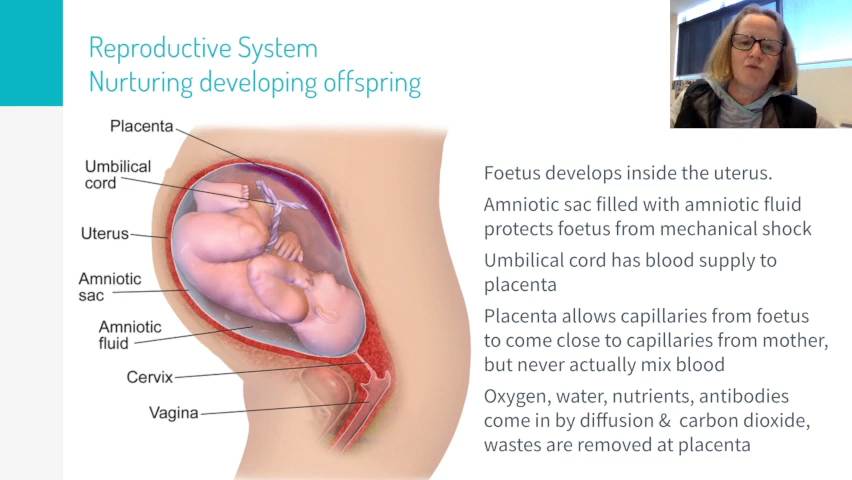 Reproductive System
Nurturing developing offspring
Placenta
Umbilical
cord
Uterus
Amniotic
sac
Amniotic
fluid
Cervix
Vagina
Foetus develops inside the uterus.
Amniotic sac filled with amniotic fluid
protects foetus from mechanical shock
Umbilical cord has blood supply to
placenta
Placenta allows capillaries from foetus
to come close to capillaries from mother,
but never actually mix blood
Oxygen, water, nutrients, antibodies
come in by diffusion & carbon dioxide,
wastes are removed at placenta